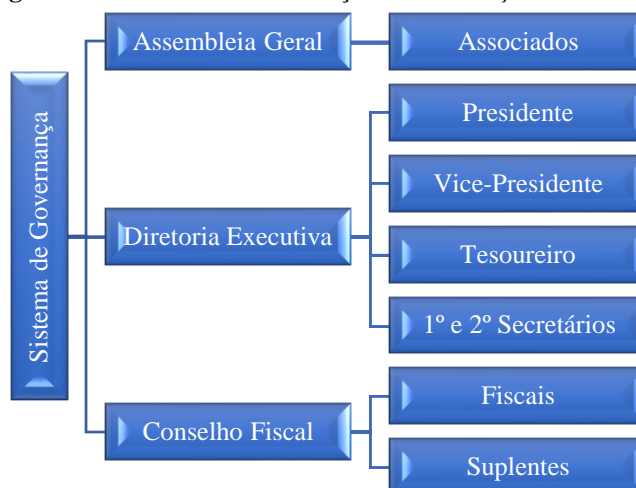 Sistema de Governança
Assembleia Geral
Associados
Diretoria Executiva
Presidente
Vice-Presidente
Tesoureiro
1º e 2º Secretários
Conselho Fiscal
Fiscais
Suplentes